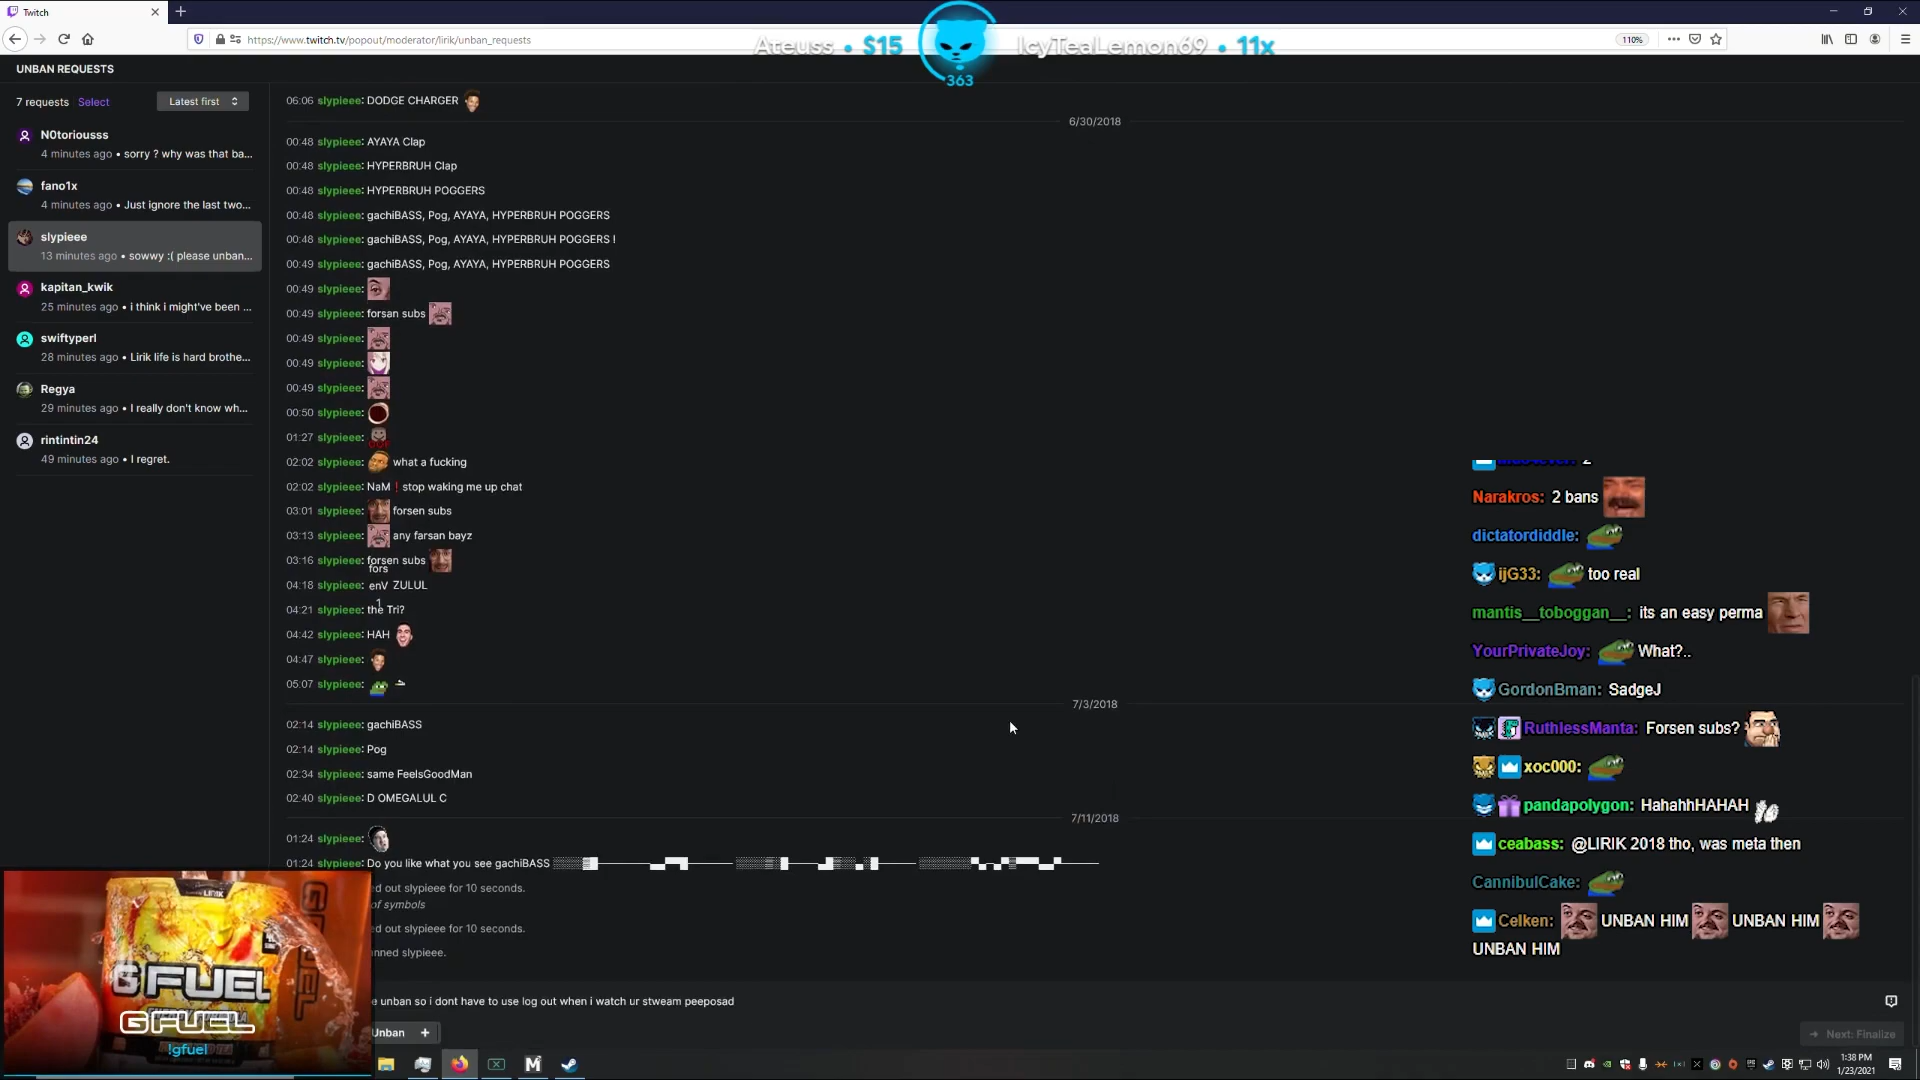 Twitch
https://www.twitch.tv/popout/moderator/lirik/unban_requests
110%
Ateuss • $15
363
IcyTeaLemon69 • 11x
UNBAN REQUESTS
7 requests Select Latest first
N0toriousss
4 minutes ago • sorry ? why was that ba...
fano1x
4 minutes ago • Just ignore the last two...
slypieee
13 minutes ago • sowwy :( please unban...
kapitan_kwik
25 minutes ago • i think i might've been ...
swiftyperl
28 minutes ago • Lirik life is hard brothe...
Regya
29 minutes ago • I really don't know wh...
rintintin24
49 minutes ago • I regret.
06:06 slypieee: DODGE CHARGER
6/30/2018
00:48 slypieee: AYAYA Clap
00:48 slypieee: HYPERBRUH Clap
00:48 slypieee: HYPERBRUH POGGERS
00:48 slypieee: gachiBASS, Pog, AYAYA, HYPERBRUH POGGERS
00:48 slypieee: gachiBASS, Pog, AYAYA, HYPERBRUH POGGERS !
00:49 slypieee: gachiBASS, Pog, AYAYA, HYPERBRUH POGGERS
00:49 slypieee:
00:49 slypieee: forsan subs
00:49 slypieee:
00:49 slypieee:
00:49 slypieee:
00:50 slypieee:
01:27 slypieee:
02:02 slypieee: what a fucking
02:02 slypieee: NaM ! stop waking me up chat
03:01 slypieee: forsen subs
03:13 slypieee: any farsan bayz
03:16 slypieee: forsen subs
fors
04:18 slypieee: enV ZULUL
1
04:21 slypieee: the Tri?
04:42 slypieee: HAH
04:47 slypieee:
05:07 slypieee:
7/3/2018
02:14 slypieee: gachiBASS
02:14 slypieee: Pog
02:34 slypieee: same FeelsGoodMan
02:40 slypieee: D OMEGALUL C
7/11/2018
01:24 slypieee:
01:24 slypieee: Do you like what you see gachiBASS
ed out slypieee for 10 seconds.
of symbols
ed out slypieee for 10 seconds.
nned slypieee.
e unban so i dont have to use log out when i watch ur stweam peeposad
Unban +
Next: Finalize
2
Narakros: 2 bans
dictatordiddle:
ijG33: too real
mantis__toboggan__: its an easy perma
YourPrivateJoy: What?..
GordonBman: SadgeJ
RuthlessManta: Forsen subs?
xoc000:
pandapolygon: HahahhHAHAH
ceabass: @LIRIK 2018 tho, was meta then
CannibulCake:
Celken: UNBAN HIM UNBAN HIM
UNBAN HIM
LIRIK
G FUEL
G FUEL
!gfuel
1:38 PM
1/23/2021